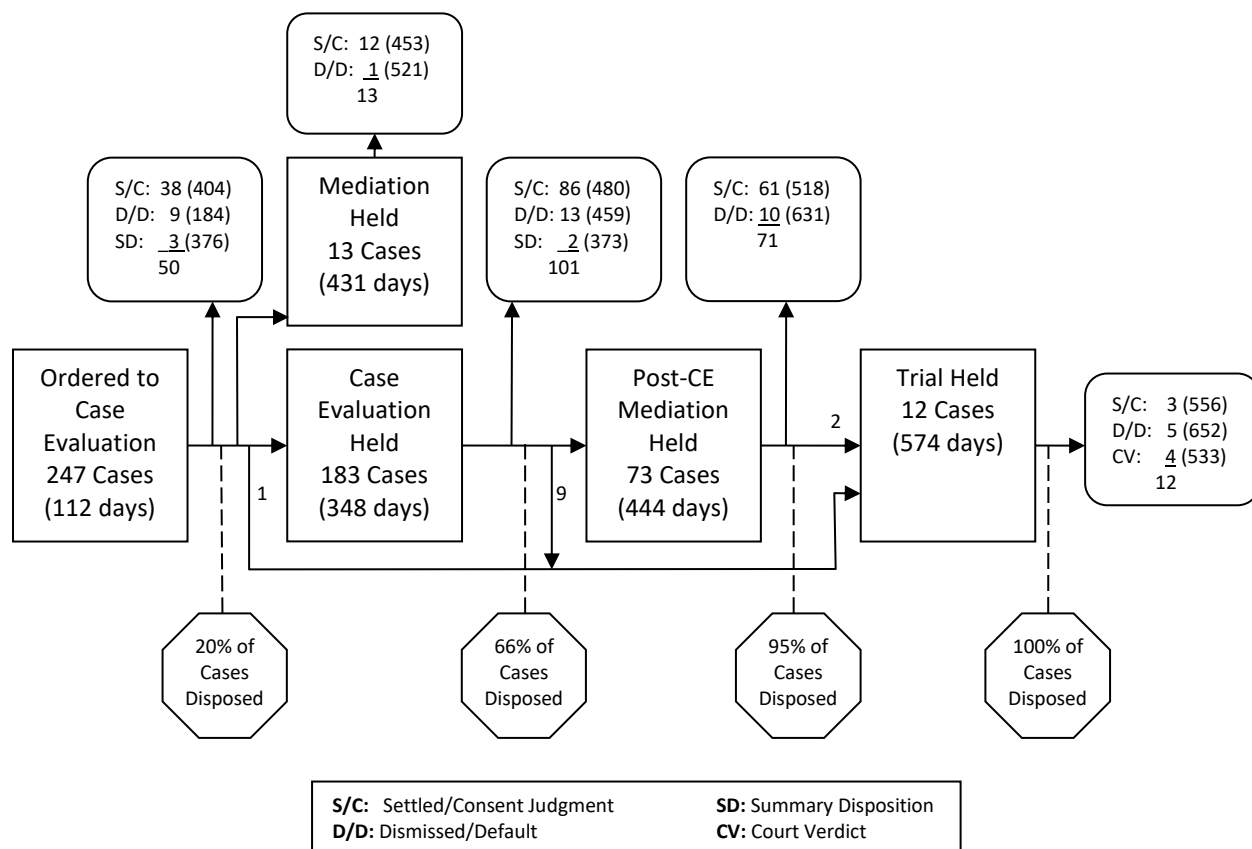 S/C: 12 (453)
D/D: 1 (521)
13
S/C: 38 (404)
D/D: 9 (184)
SD: 3 (376)
50
Mediation
Held
13 Cases
(431 days)
S/C: 86 (480)
D/D: 13 (459)
SD: 2 (373)
101
S/C: 61 (518)
D/D: 10 (631)
71
Ordered to
Case
Evaluation
247 Cases
(112 days)
1
Case
Evaluation
Held
183 Cases
(348 days)
9
Post-CE
Mediation
Held
73 Cases
(444 days)
2
Trial Held
12 Cases
(574 days)
S/C: 3 (556)
D/D: 5 (652)
CV: 4 (533)
12
20% of
Cases
Disposed
66% of
Cases
Disposed
95% of
Cases
Disposed
100% of
Cases
Disposed
S/C: Settled/Consent Judgment
SD: Summary Disposition
D/D: Dismissed/Default
CV: Court Verdict